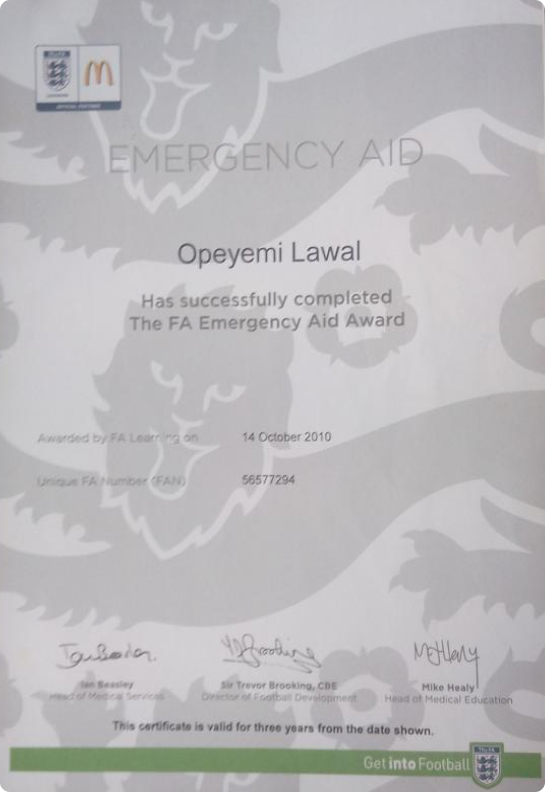 EMERGENCY AID
Opeyemi Lawal
Has successfully completed
The FA Emergency Aid Award
Awarded by FA Learning on 14 October 2010
Unique FA Number (FAN) 56577294
Ian Beasley
Head of Medical Services
Sir Trevor Brooking, CBE
Director of Football Development
Mike Healy
Head of Medical Education
This certificate is valid for three years from the date shown.
Get into Football